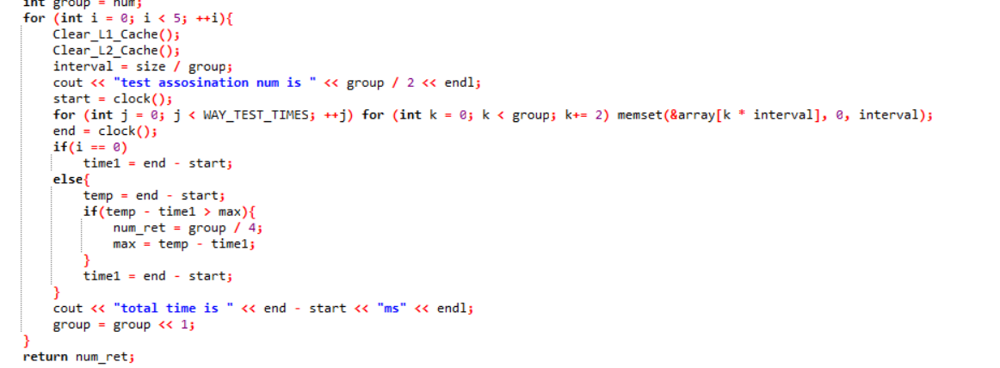 int group = num;
for (int i = 0; i < 5; ++i){
Clear_L1_Cache();
Clear_L2_Cache();
interval = size / group;
cout << "test assosination num is " << group / 2 << endl;
start = clock();
for (int j = 0; j < WAY_TEST_TIMES; ++j) for (int k = 0; k < group; k+= 2) memset(&array[k * interval], 0, interval);
end = clock();
if(i == 0)
time1 = end - start;
else{
temp = end - start;
if(temp - time1 > max){
num_ret = group / 4;
max = temp - time1;
}
time1 = end - start;
}
cout << "total time is " << end - start << "ms" << endl;
group = group << 1;
}
return num_ret;